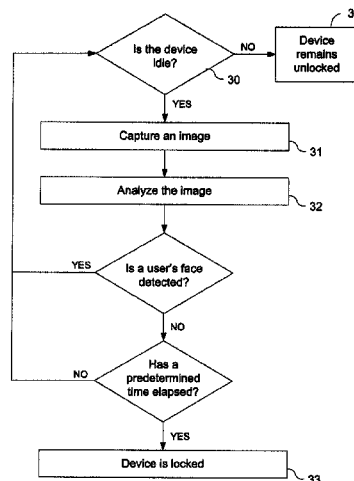 3
Is the device
idle?
NO
Device
remains
unlocked
30
YES
Capture an image
31
Analyze the image
32
YES
Is a user's face
detected?
NO
NO
Has a
predetermined
time elapsed?
YES
Device is locked
33